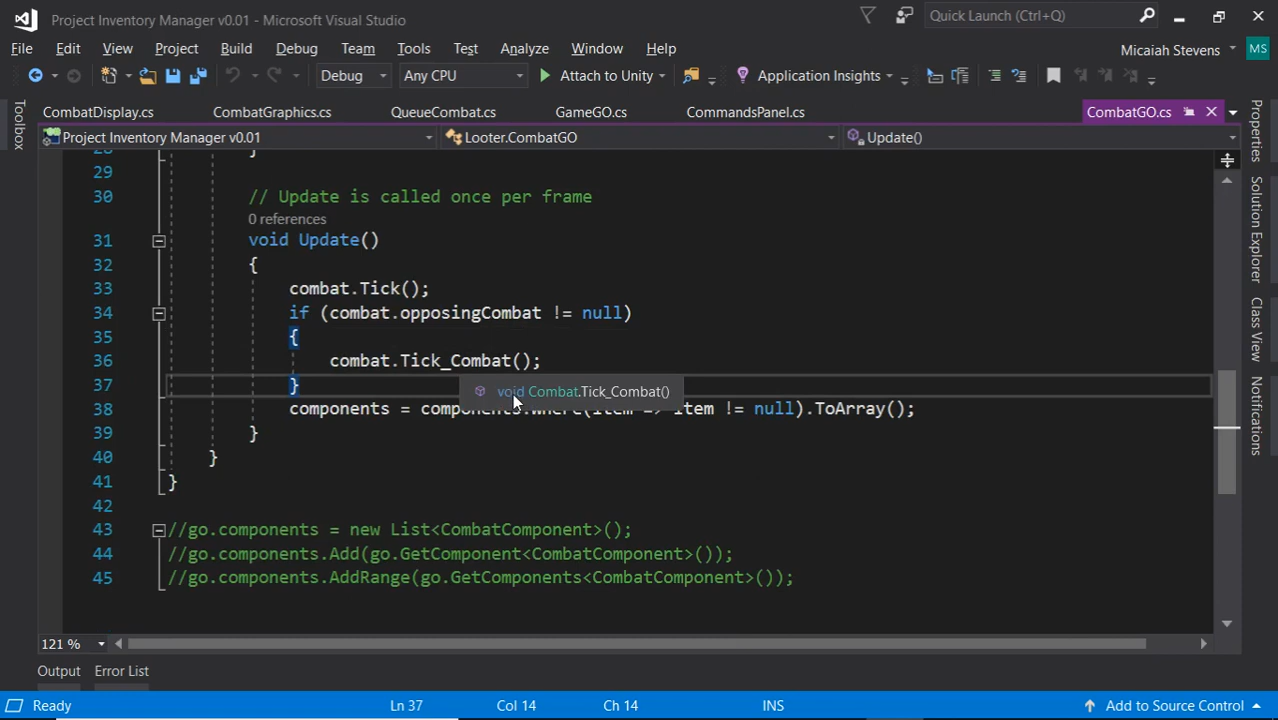 Project Inventory Manager v0.01 - Microsoft Visual Studio
Quick Launch (Ctrl+Q)
File Edit View Project Build Debug Team Tools Test Analyze Window Help
Micaiah Stevens MS
Debug Any CPU Attach to Unity Application Insights
Toolbox
CombatDisplay.cs CombatGraphics.cs QueueCombat.cs GameGO.cs CommandsPanel.cs CombatGO.cs
Project Inventory Manager v0.01 Looter.CombatGO Update()
28 }
29
30 // Update is called once per frame
0 references
31 void Update()
32 {
33 combat.Tick();
34 if (combat.opposingCombat != null)
35 {
36 combat.Tick_Combat();
37 }
void Combat.Tick_Combat()
38 components = components.Where(item => item != null).ToArray();
39 }
40 }
41 }
42
43 //go.components = new List<CombatComponent>();
44 //go.components.Add(go.GetComponent<CombatComponent>());
45 //go.components.AddRange(go.GetComponents<CombatComponent>());
Properties
Solution Explorer
Class View
Notifications
121 %
Output Error List
Ready Ln 37 Col 14 Ch 14 INS Add to Source Control